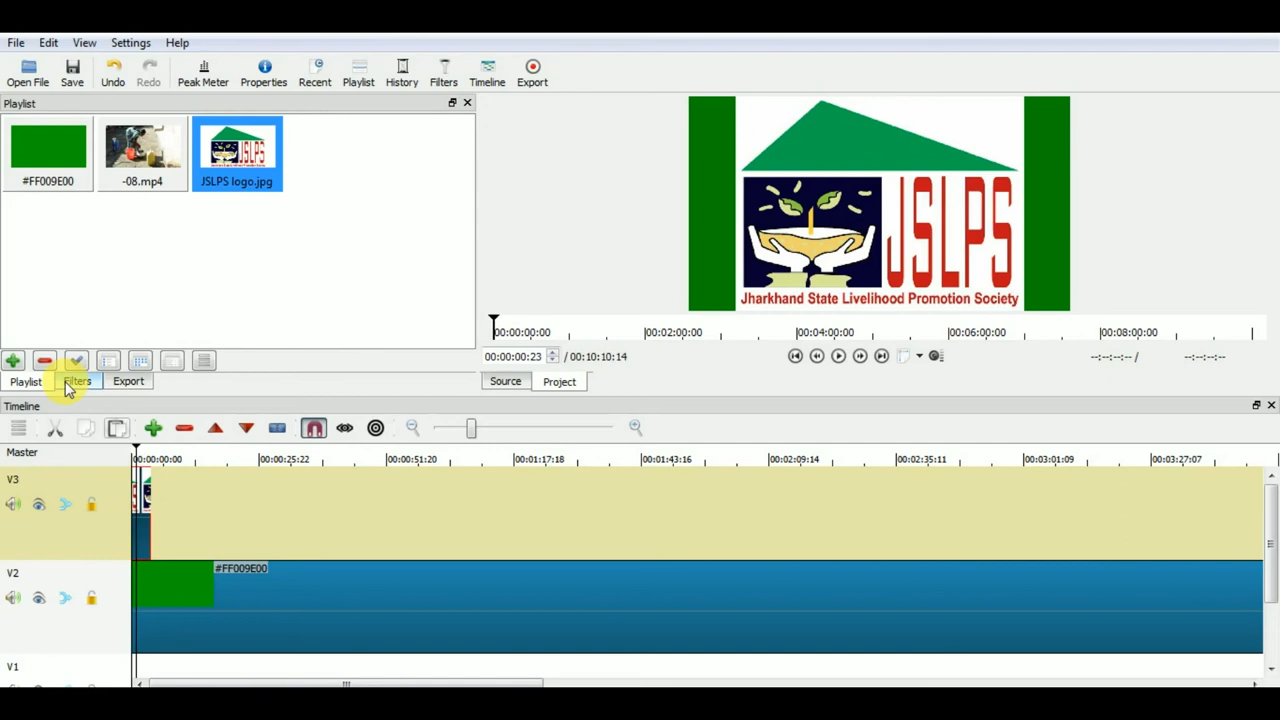 File Edit View Settings Help
Open File Save Undo Redo Peak Meter Properties Recent Playlist History Filters Timeline Export
Playlist
#FF009E00 -08.mp4 JSLPS logo.jpg
JSLPS
Jharkhand State Livelihood Promotion Society
00:00:00:00 00:02:00:00 00:04:00:00 00:06:00:00 00:08:00:00
00:00:00:23 / 00:10:10:14 --:--:--:-- / --:--:--:--
Playlist Filters Export Source Project
Timeline
Master 00:00:00:00 00:00:25:22 00:00:51:20 00:01:17:18 00:01:43:16 00:02:09:14 00:02:35:11 00:03:01:09 00:03:27:07
V3
V2 #FF009E00
V1